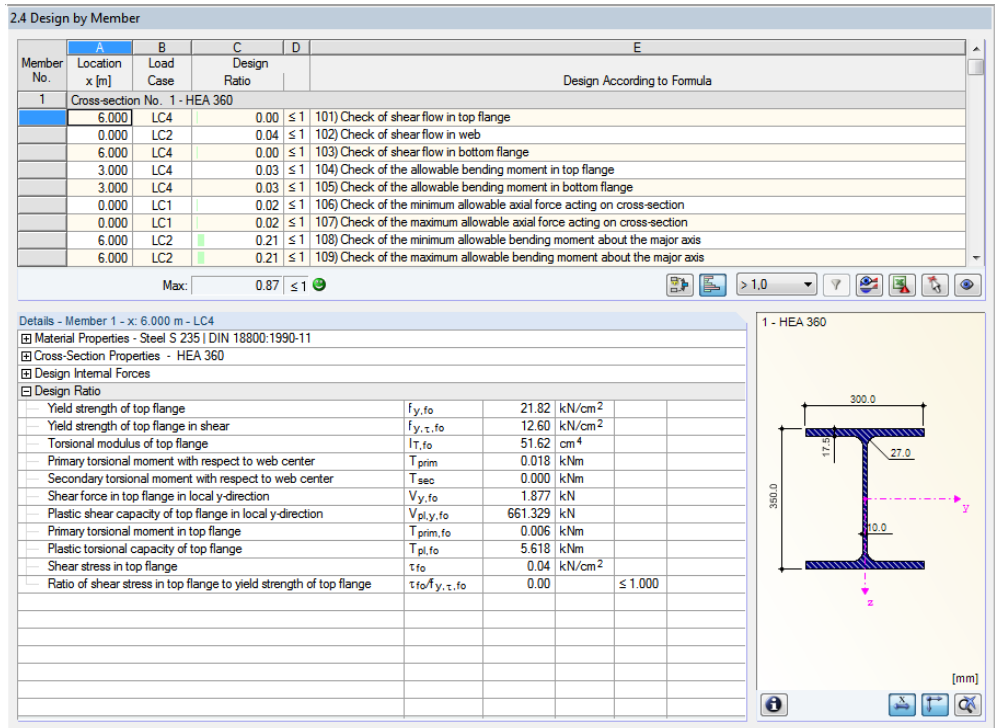 2.4 Design by Member
A B C D E
Member No. Location x [m] Load Case Design Ratio Design According to Formula
1 Cross-section No. 1 - HEA 360
6.000 LC4 0.00 ≤ 1 101) Check of shear flow in top flange
0.000 LC2 0.04 ≤ 1 102) Check of shear flow in web
6.000 LC4 0.00 ≤ 1 103) Check of shear flow in bottom flange
3.000 LC4 0.03 ≤ 1 104) Check of the allowable bending moment in top flange
3.000 LC4 0.03 ≤ 1 105) Check of the allowable bending moment in bottom flange
0.000 LC1 0.02 ≤ 1 106) Check of the minimum allowable axial force acting on cross-section
0.000 LC1 0.02 ≤ 1 107) Check of the maximum allowable axial force acting on cross-section
6.000 LC2 0.21 ≤ 1 108) Check of the minimum allowable bending moment about the major axis
6.000 LC2 0.21 ≤ 1 109) Check of the maximum allowable bending moment about the major axis
Max: 0.87 ≤ 1 > 1,0
Details - Member 1 - x: 6.000 m - LC4
Material Properties - Steel S 235 | DIN 18800:1990-11
Cross-Section Properties - HEA 360
Design Internal Forces
Design Ratio
Yield strength of top flange fy,fo 21.82 kN/cm2
Yield strength of top flange in shear fy,τ,fo 12.60 kN/cm2
Torsional modulus of top flange IT,fo 51.62 cm4
Primary torsional moment with respect to web center Tprim 0.018 kNm
Secondary torsional moment with respect to web center Tsec 0.000 kNm
Shear force in top flange in local y-direction Vy,fo 1.877 kN
Plastic shear capacity of top flange in local y-direction Vpl,y,fo 661.329 kN
Primary torsional moment in top flange Tprim,fo 0.006 kNm
Plastic torsional capacity of top flange Tpl,fo 5.618 kNm
Shear stress in top flange τfo 0.04 kN/cm2
Ratio of shear stress in top flange to yield strength of top flange τfo/fy,τ,fo 0.00 ≤ 1.000
1 - HEA 360
300.0
17.5
27.0
350.0
y
10.0
z
[mm]